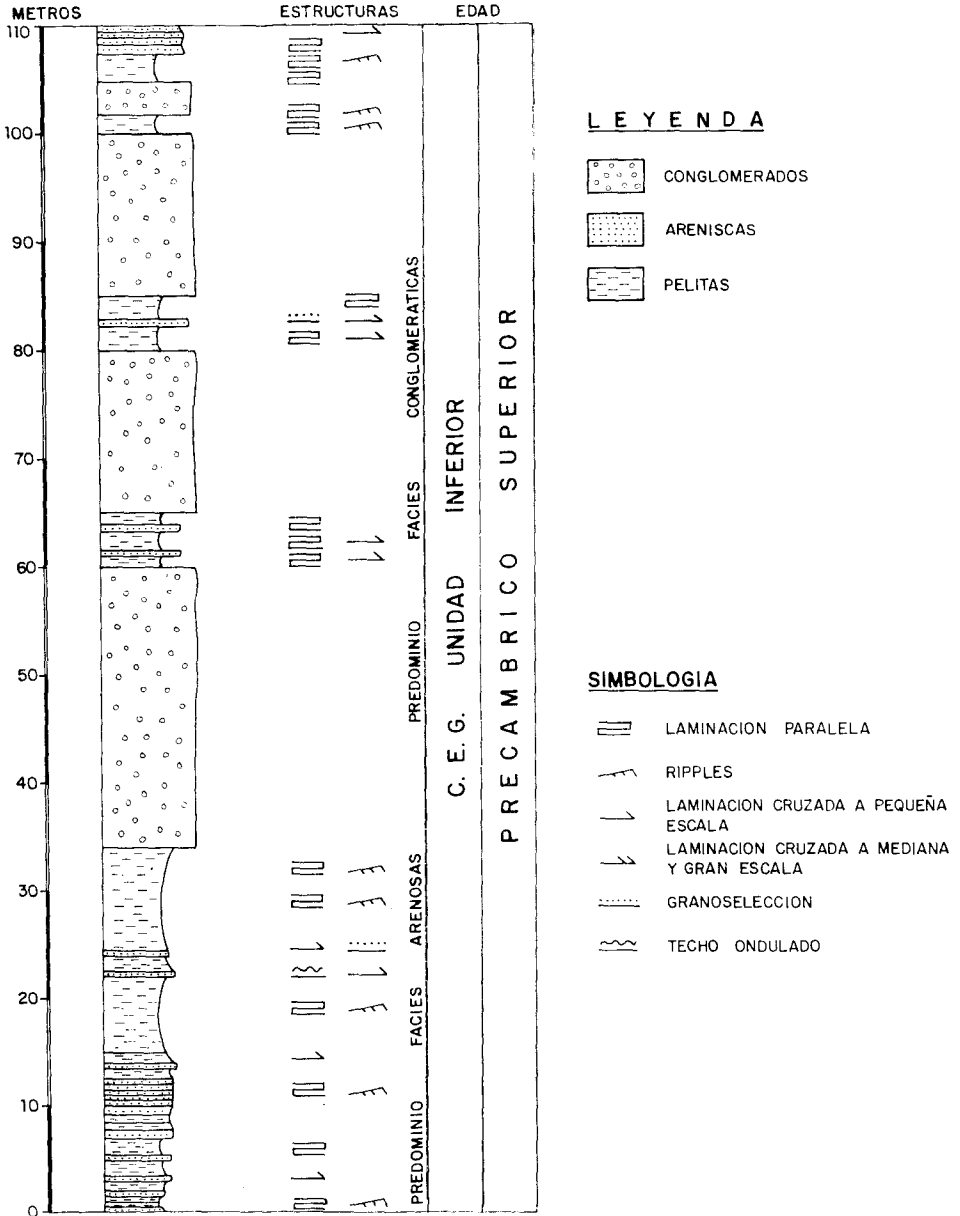 METROS ESTRUCTURAS EDAD
110
100
90
80
70
60
50
40
30
20
10
0
PREDOMINIO FACIES CONGLOMERATICAS
PREDOMINIO FACIES ARENOSAS
C. E. G. UNIDAD INFERIOR
PRECAMBRICO SUPERIOR
LEYENDA
CONGLOMERADOS
ARENISCAS
PELITAS
SIMBOLOGIA
LAMINACION PARALELA
RIPPLES
LAMINACION CRUZADA A PEQUEÑA
ESCALA
LAMINACION CRUZADA A MEDIANA
Y GRAN ESCALA
GRANOSELECCION
TECHO ONDULADO